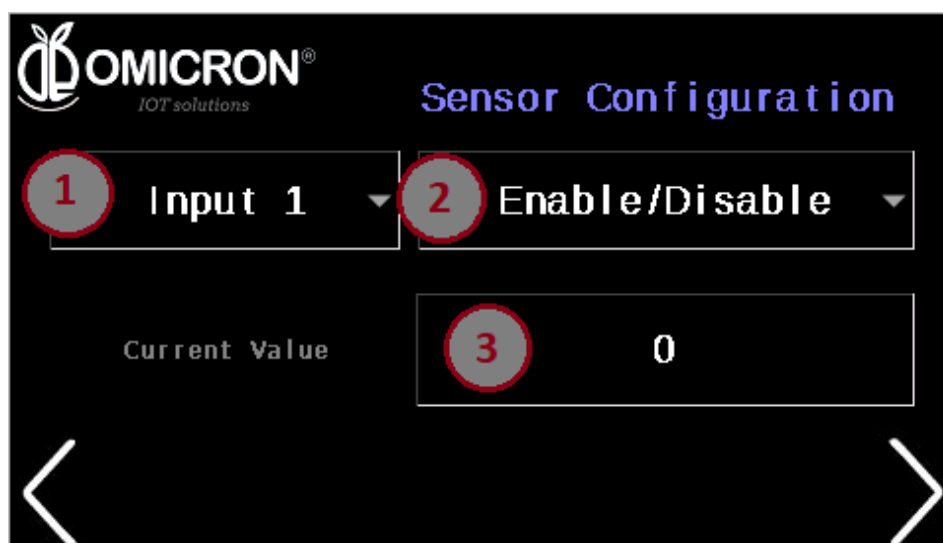 OMICRON®
IOT solutions
Sensor Configuration
1 Input 1
2 Enable/Disable
Current Value
3 0